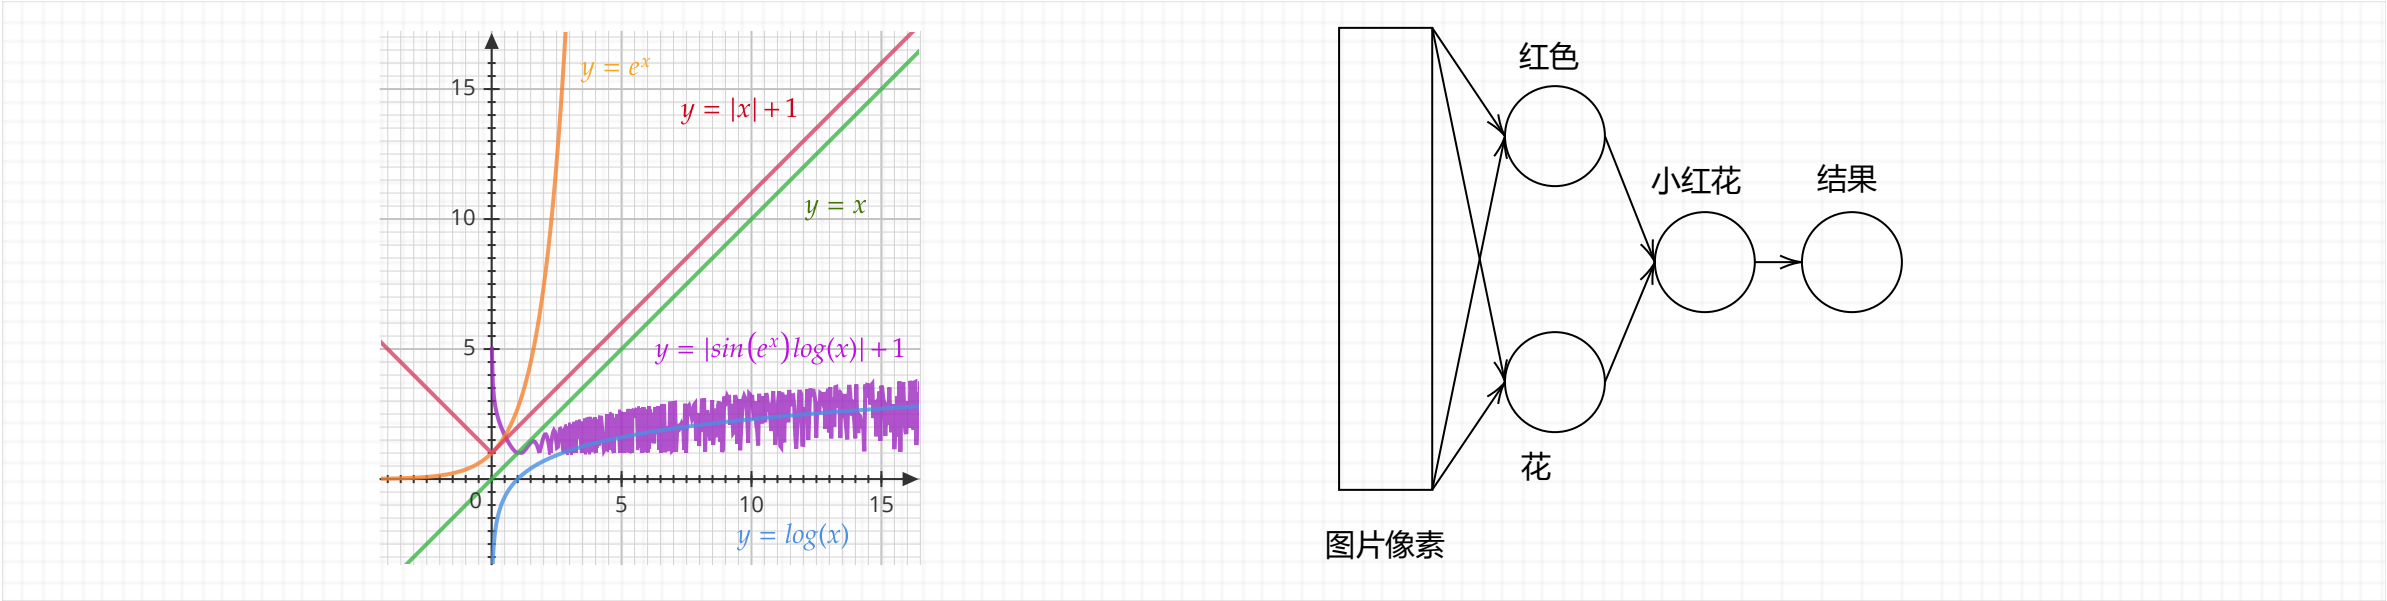 y = e^x
15
y = |x| + 1
10
y = x
5
y = |sin(e^x)log(x)| + 1
0
5
10
15
y = log(x)
红色
小红花
结果
花
图片像素